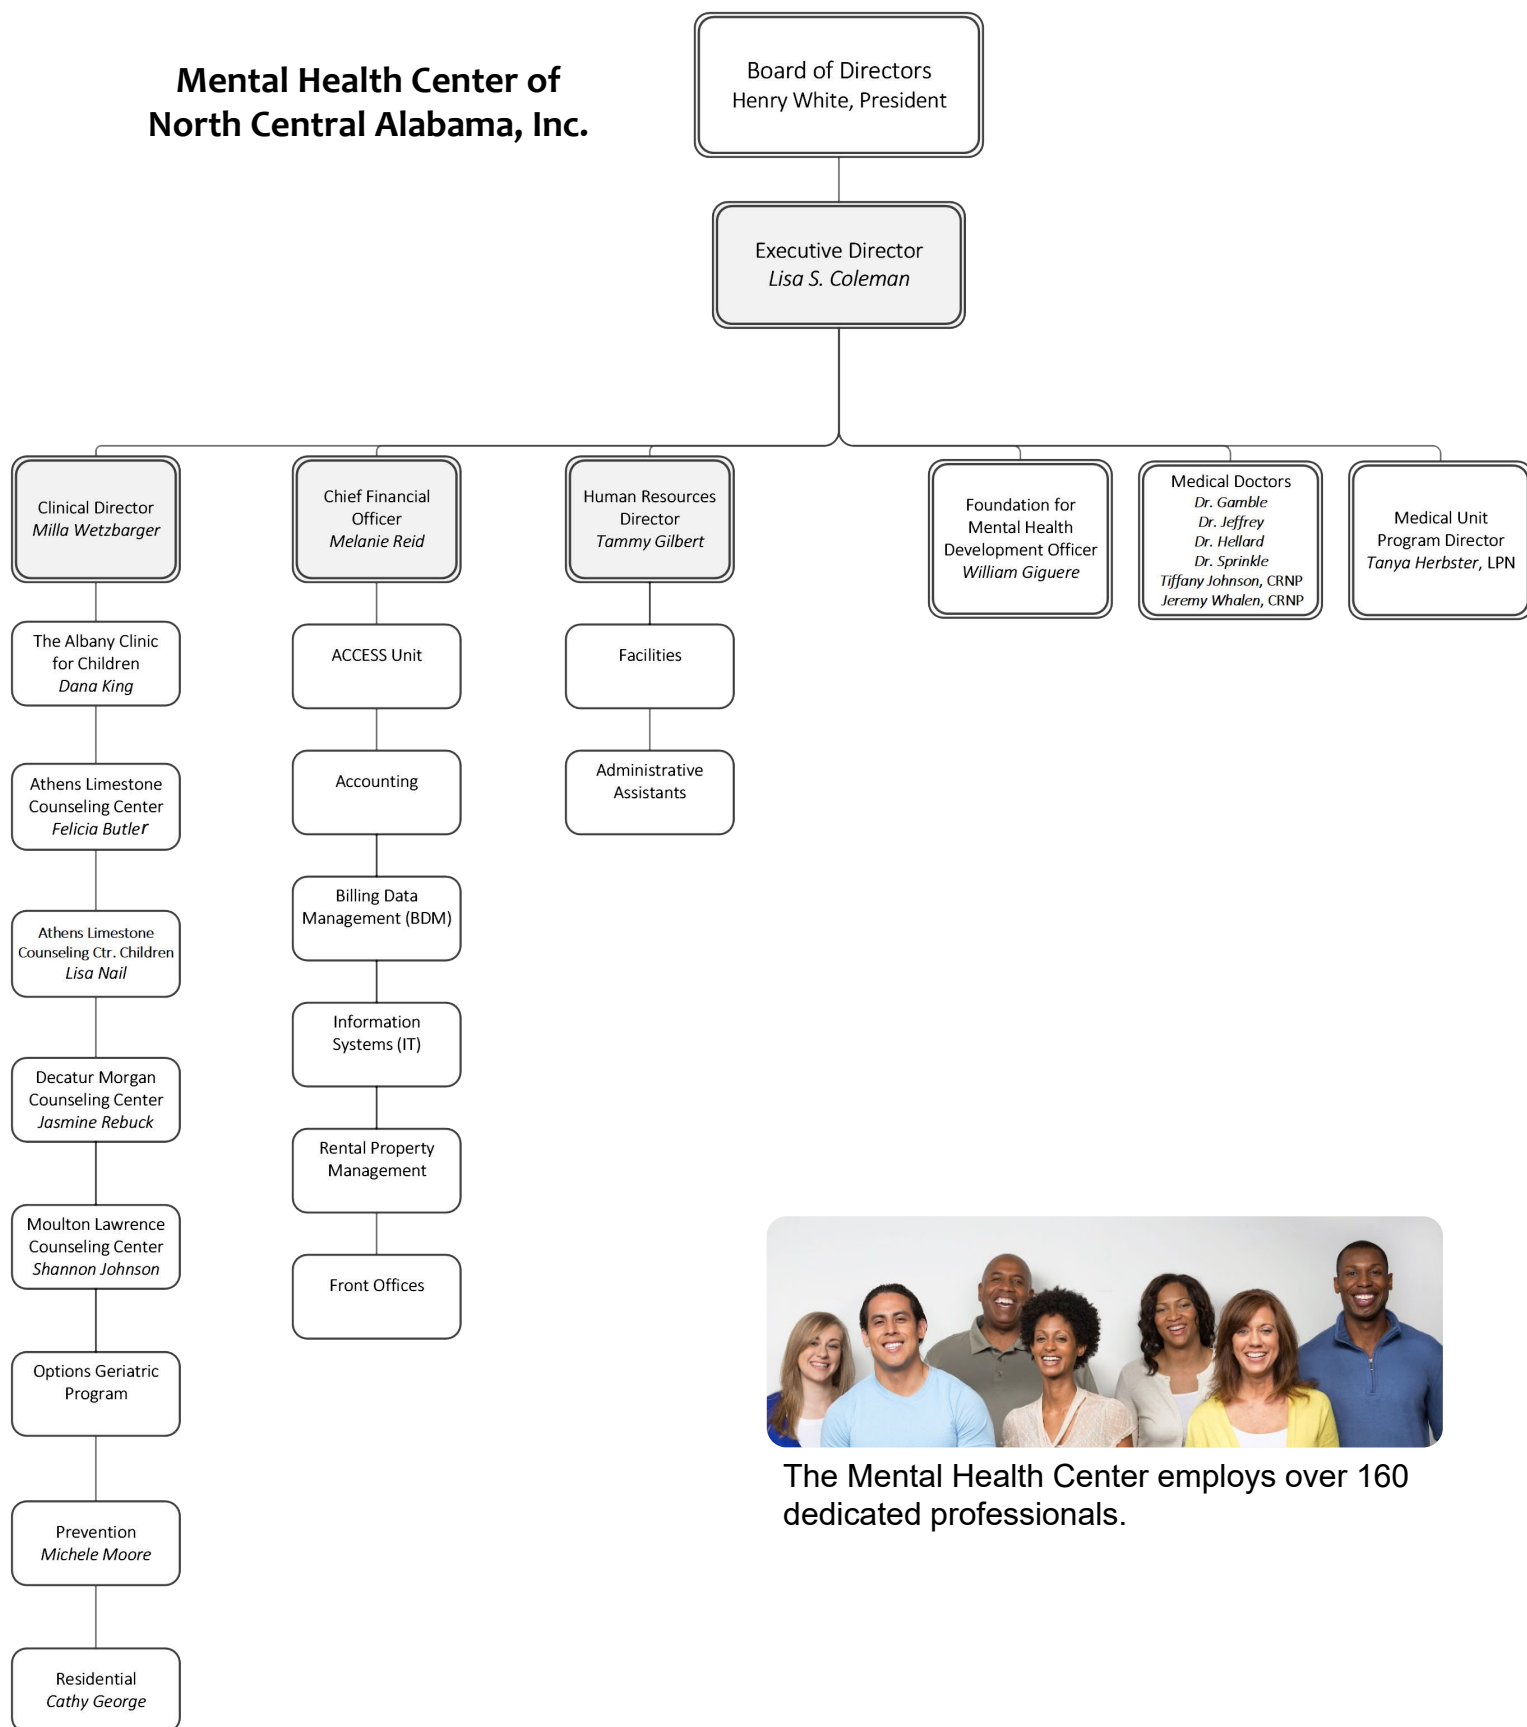 Mental Health Center of
North Central Alabama, Inc.
Board of Directors
Henry White, President
Executive Director
Lisa S. Coleman
Clinical Director
Milla Wetzbarger
Chief Financial
Officer
Melanie Reid
Human Resources
Director
Tammy Gilbert
Foundation for
Mental Health
Development Officer
William Giguere
Medical Doctors
Dr. Gamble
Dr. Jeffrey
Dr. Hellard
Dr. Sprinkle
Tiffany Johnson, CRNP
Jeremy Whalen, CRNP
Medical Unit
Program Director
Tanya Herbster, LPN
The Albany Clinic
for Children
Dana King
Athens Limestone
Counseling Center
Felicia Butler
Athens Limestone
Counseling Ctr. Children
Lisa Nail
Decatur Morgan
Counseling Center
Jasmine Rebuck
Moulton Lawrence
Counseling Center
Shannon Johnson
Options Geriatric
Program
Prevention
Michele Moore
Residential
Cathy George
ACCESS Unit
Accounting
Billing Data
Management (BDM)
Information
Systems (IT)
Rental Property
Management
Front Offices
Facilities
Administrative
Assistants
The Mental Health Center employs over 160
dedicated professionals.